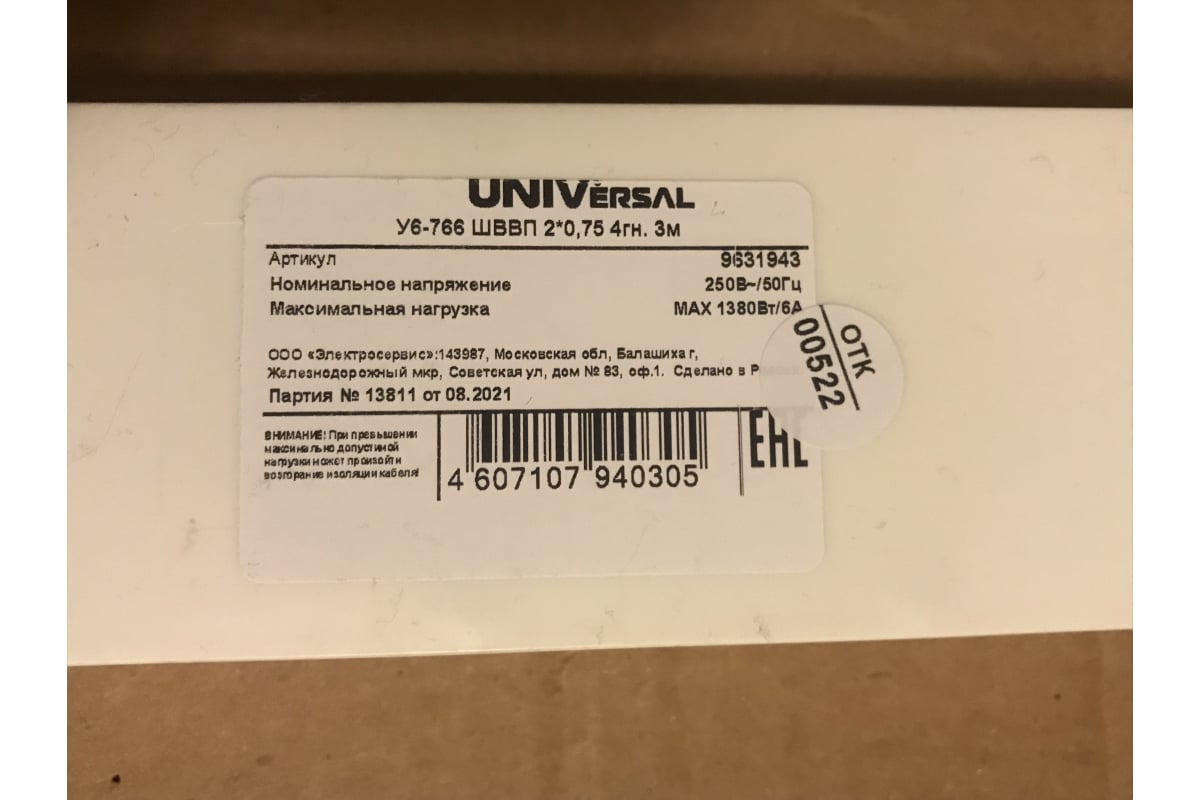 UNIVERSAL
У6-766 ШВВП 2*0,75 4гн. 3м
Артикул 9631943
Номинальное напряжение 250В~/50Гц
Максимальная нагрузка MAX 1380Вт/6А
ООО «Электросервис»:143987, Московская обл, Балашиха г,
Железнодорожный мкр, Советская ул, дом № 83, оф.1. Сделано в
Партия № 13811 от 08.2021
ВНИМАНИЕ! При превышении
максимально допустимой
нагрузки может произойти
возгорание изоляции кабеля!
4 607107 940305
EAC
ОТК
00522